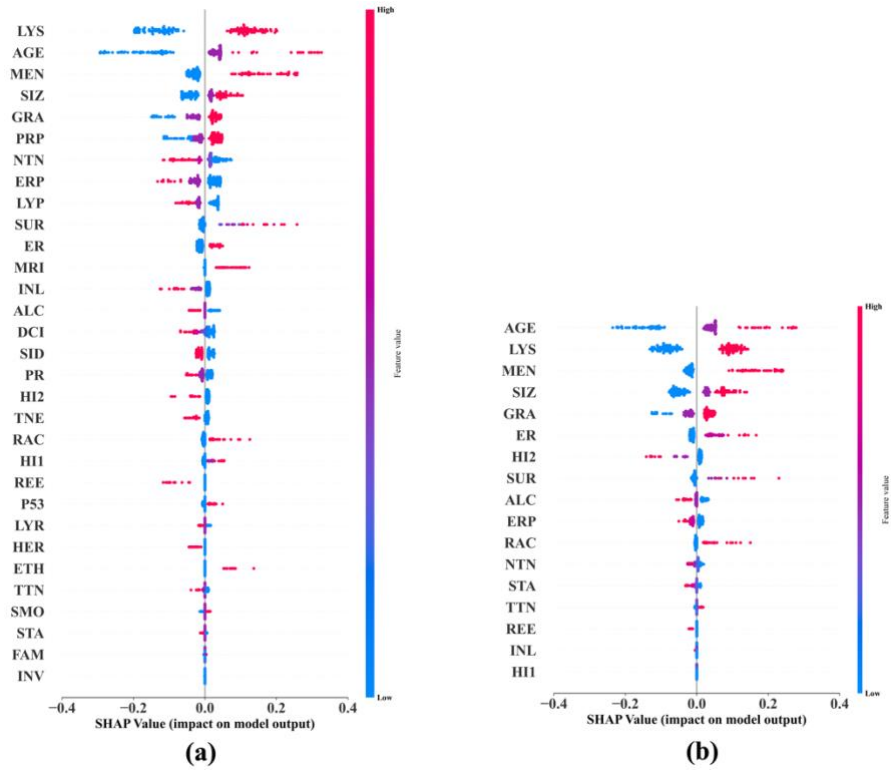 High
LYS
AGE
MEN
SIZ
GRA
PRP
NTN
ERP
LYP
SUR
ER
MRI
INL
ALC
DCI
SID
PR
HI2
TNE
RAC
HI1
REE
P53
LYR
HER
ETH
TTN
SMO
STA
FAM
INV
Feature value
Low
−0.4 −0.2 0.0 0.2 0.4
SHAP Value (impact on model output)
(a)
High
AGE
LYS
MEN
SIZ
GRA
ER
HI2
SUR
ALC
ERP
RAC
NTN
STA
TTN
REE
INL
HI1
Feature value
Low
−0.4 −0.2 0.0 0.2 0.4
SHAP Value (impact on model output)
(b)